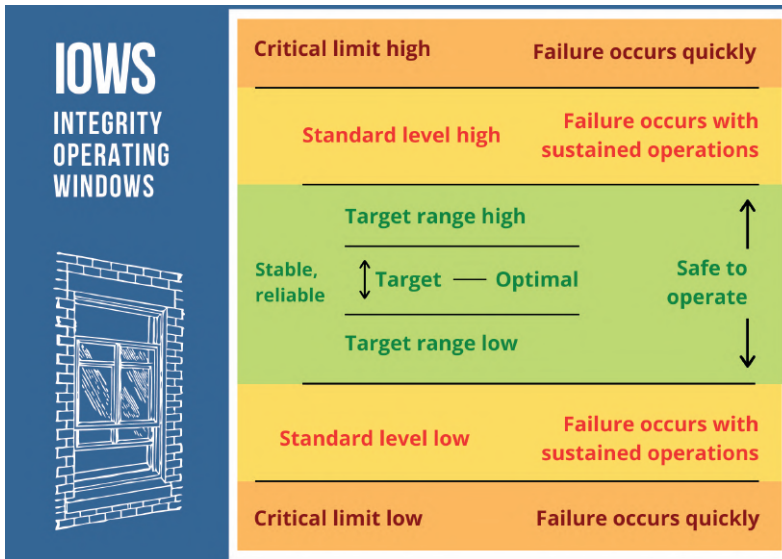 IOWS
INTEGRITY
OPERATING
WINDOWS
Critical limit high
Failure occurs quickly
Standard level high
Failure occurs with
sustained operations
Target range high
Stable,
reliable
Target — Optimal
Safe to
operate
Target range low
Standard level low
Failure occurs with
sustained operations
Critical limit low
Failure occurs quickly